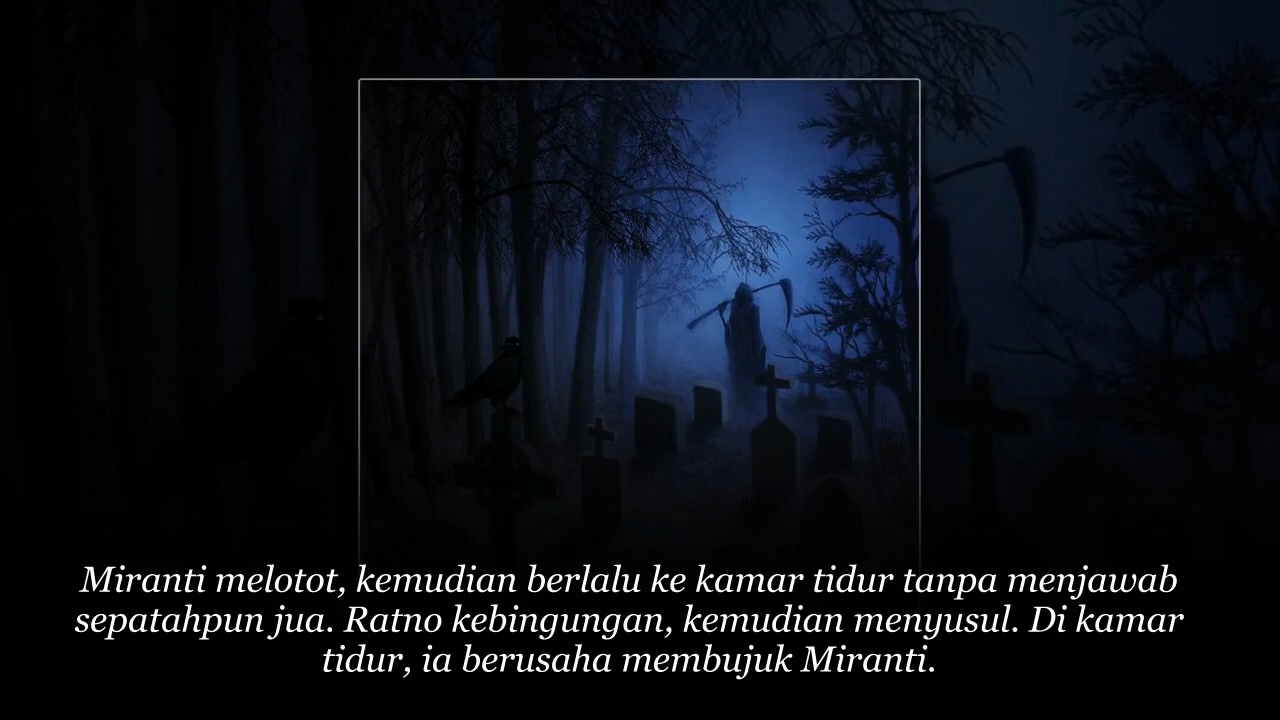 Miranti melotot, kemudian berlalu ke kamar tidur tanpa menjawab
sepatahpun jua. Ratno kebingungan, kemudian menyusul. Di kamar
tidur, ia berusaha membujuk Miranti.